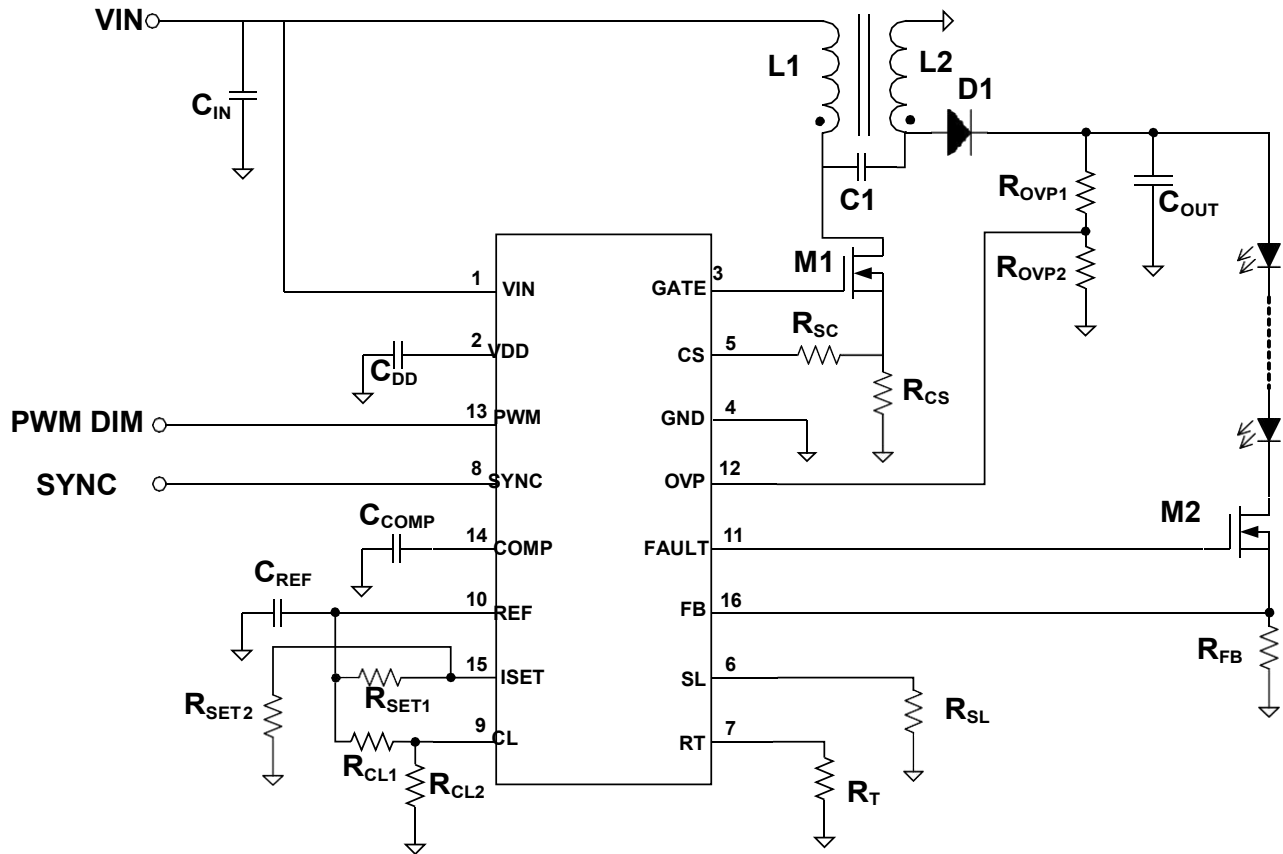 VIN
L1
L2
D1
CIN
C1
ROVP1
COUT
M1
ROVP2
1
VIN
GATE
3
RSC
2
VDD
CDD
CS
5
RCS
PWM DIM
13
PWM
GND
4
SYNC
8
SYNC
OVP
12
M2
CCOMP
14
COMP
FAULT
11
CREF
10
REF
FB
16
RFB
15
ISET
SL
6
RSET1
RSET2
RSL
9
CL
RT
7
RCL1
RCL2
RT